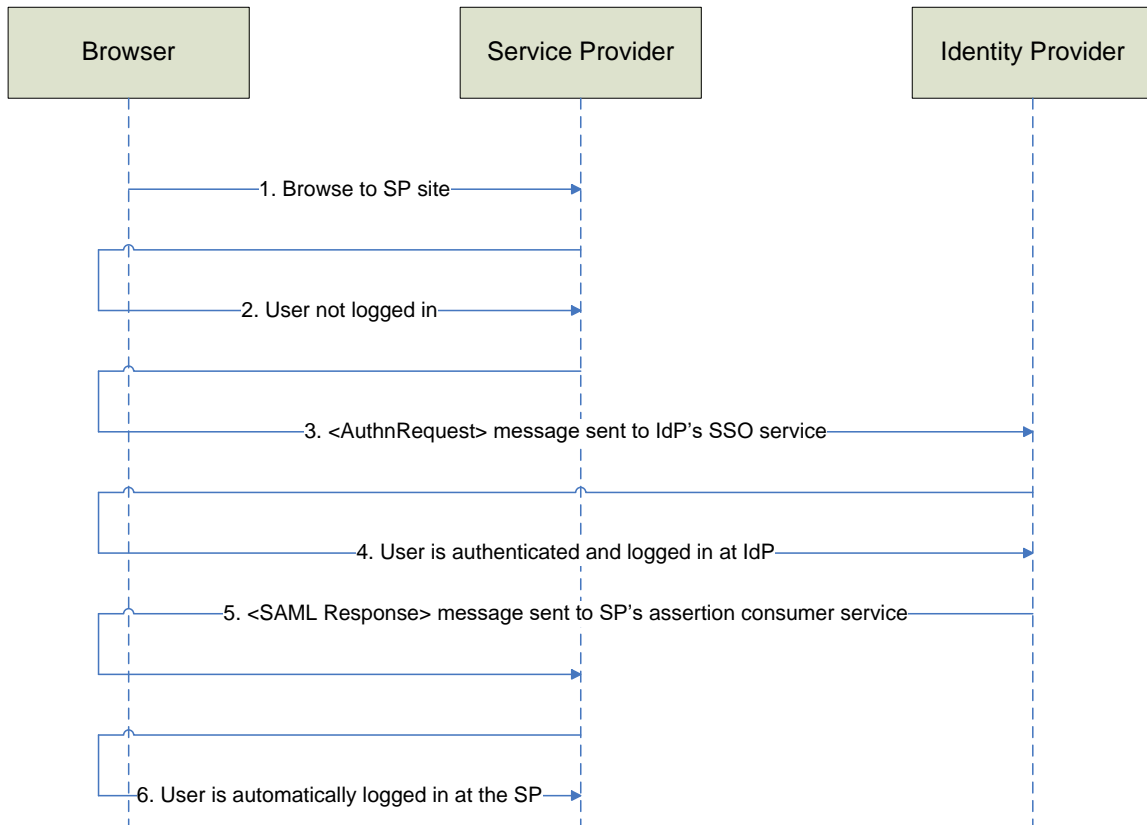 Browser
Service Provider
Identity Provider
1. Browse to SP site
2. User not logged in
3. <AuthnRequest> message sent to IdP’s SSO service
4. User is authenticated and logged in at IdP
5. <SAML Response> message sent to SP’s assertion consumer service
6. User is automatically logged in at the SP